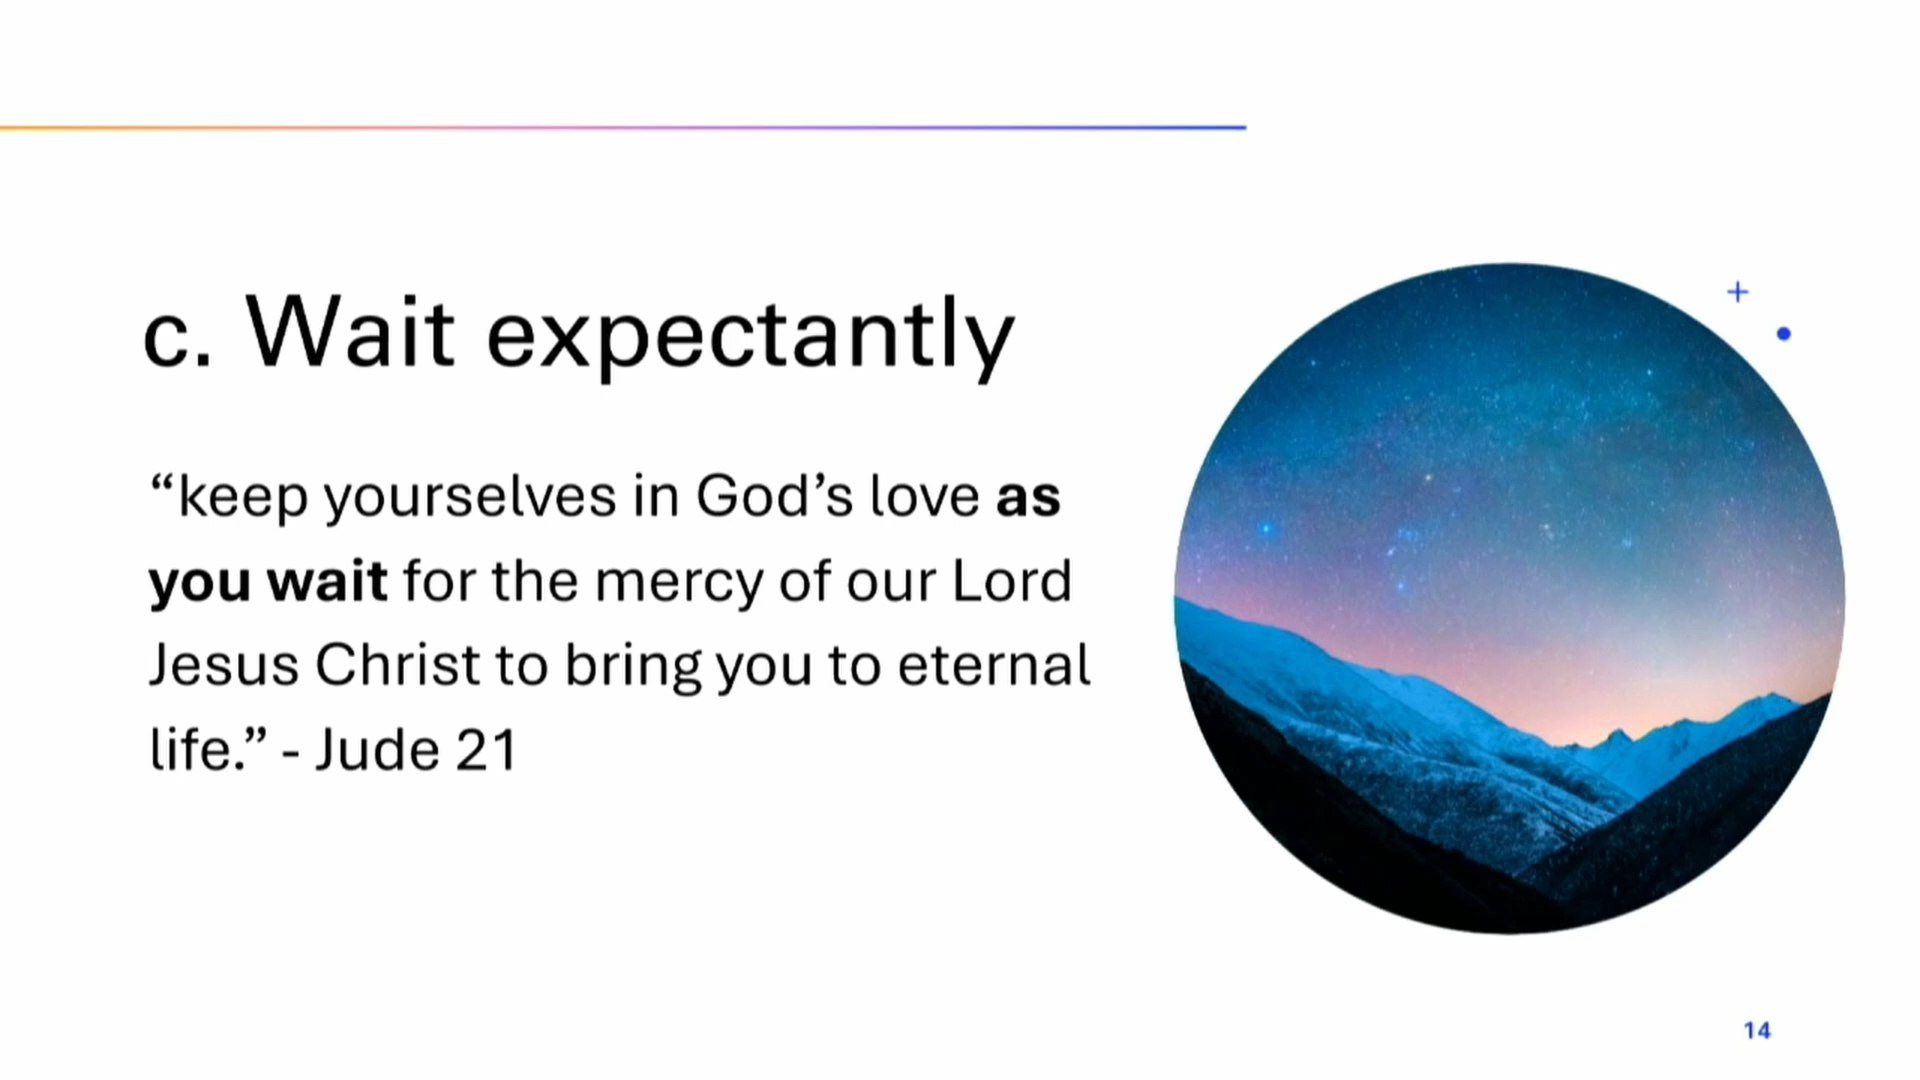 c. Wait expectantly
“keep yourselves in God’s love as
you wait for the mercy of our Lord
Jesus Christ to bring you to eternal
life.” - Jude 21
14